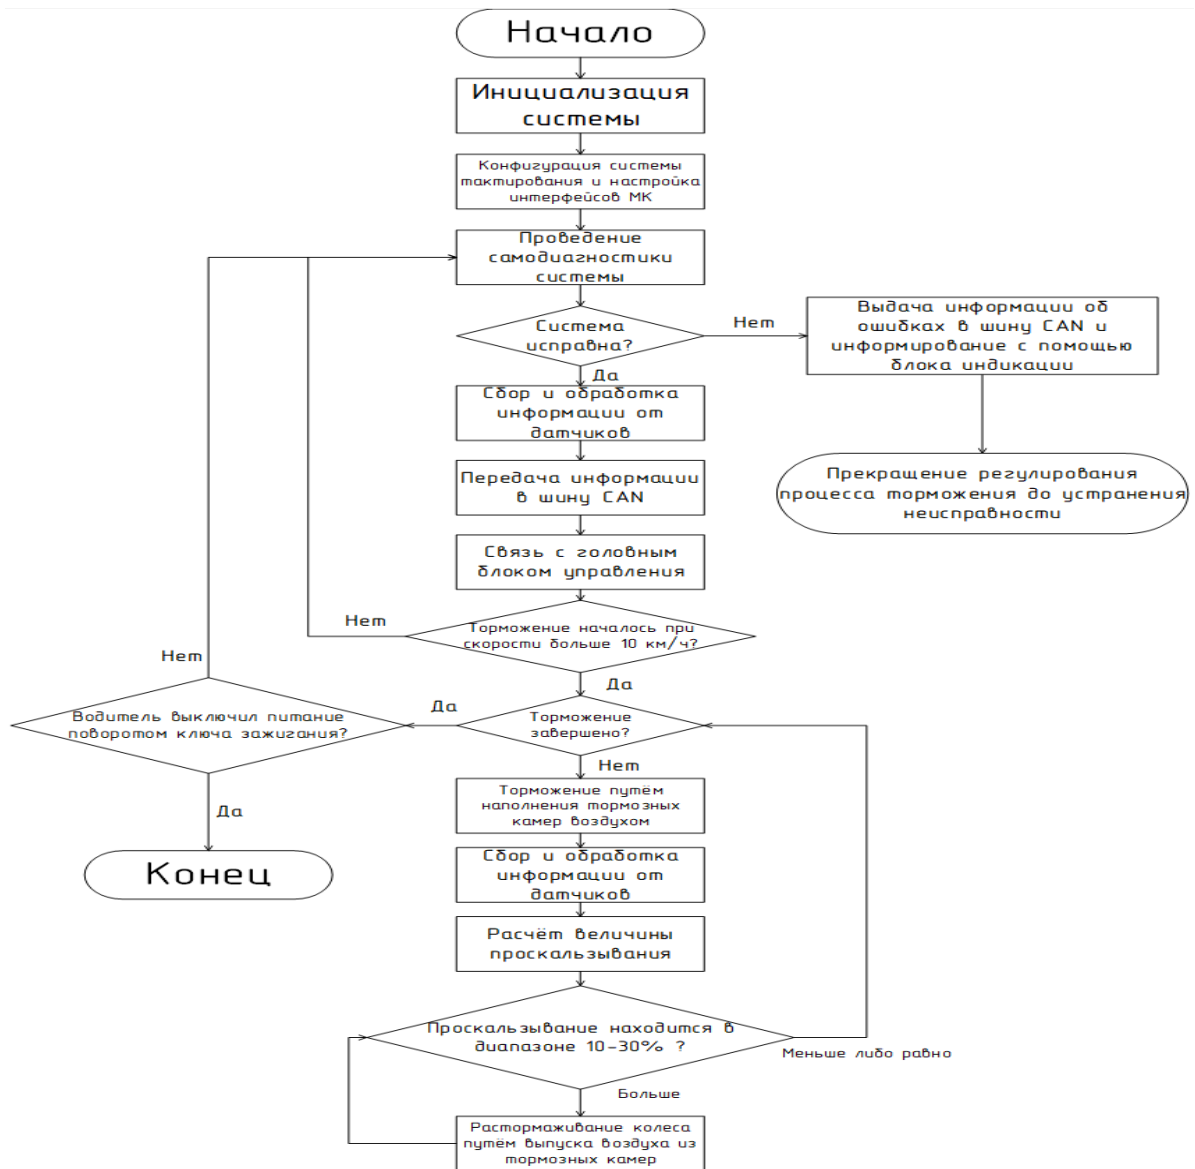 Начало
Инициализация
системы
Конфигурация системы
тактирования и настройка
интерфейсов МК
Проведение
самодиагностики
системы
Система
исправна?
Нет
Выдача информации об
ошибках в шину CAN и
информирование с помощью
блока индикации
Прекращение регулирования
процесса торможения до устранения
неисправности
Да
Сбор и обработка
информации от
датчиков
Передача информации
в шину CAN
Связь с головным
блоком управления
Торможение началось при
скорости больше 10 км/ч?
Нет
Да
Торможение
завершено?
Да
Водитель выключил питание
поворотом ключа зажигания?
Нет
Да
Конец
Нет
Торможение путём
наполнения тормозных
камер воздухом
Сбор и обработка
информации от
датчиков
Расчёт величины
проскальзывания
Проскальзывание находится в
диапазоне 10-30% ?
Меньше либо равно
Больше
Растормаживание колеса
путём выпуска воздуха из
тормозных камер